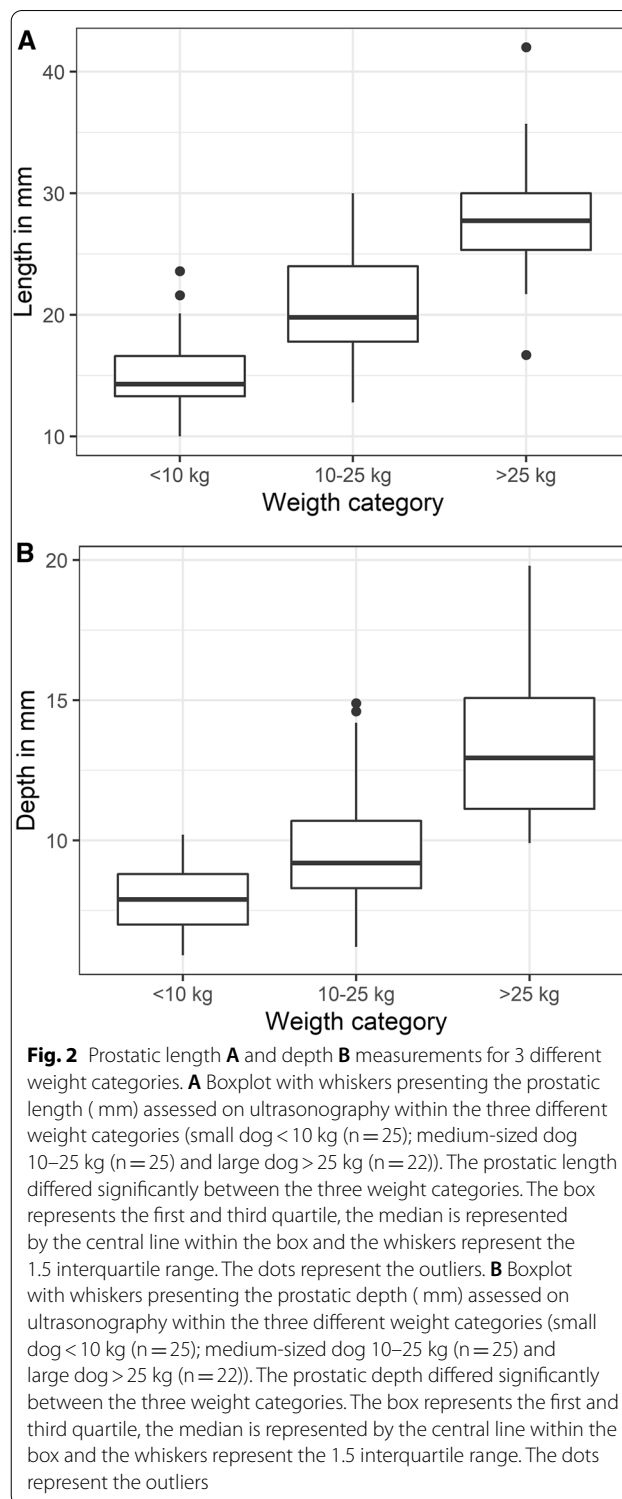 A
40
30
20
10
Length in mm
<10 kg 10-25 kg >25 kg
Weigth category
B
20
15
10
Depth in mm
<10 kg 10-25 kg >25 kg
Weigth category
Fig. 2 Prostatic length A and depth B measurements for 3 different
weight categories. A Boxplot with whiskers presenting the prostatic
length ( mm) assessed on ultrasonography within the three different
weight categories (small dog < 10 kg (n = 25); medium-sized dog
10–25 kg (n = 25) and large dog > 25 kg (n = 22)). The prostatic length
differed significantly between the three weight categories. The box
represents the first and third quartile, the median is represented
by the central line within the box and the whiskers represent the
1.5 interquartile range. The dots represent the outliers. B Boxplot
with whiskers presenting the prostatic depth ( mm) assessed on
ultrasonography within the three different weight categories (small
dog < 10 kg (n = 25); medium-sized dog 10–25 kg (n = 25) and
large dog > 25 kg (n = 22)). The prostatic depth differed significantly
between the three weight categories. The box represents the first and
third quartile, the median is represented by the central line within the
box and the whiskers represent the 1.5 interquartile range. The dots
represent the outliers